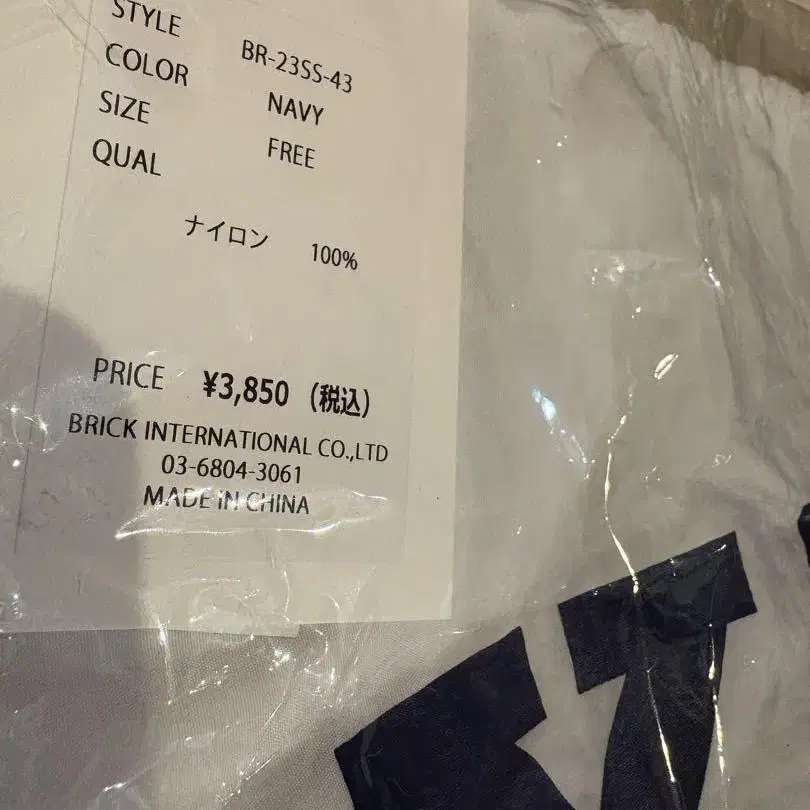 STYLE BR-23SS-43
COLOR NAVY
SIZE FREE
QUAL
ナイロン 100%
PRICE ¥3,850 (税込)
BRICK INTERNATIONAL CO.,LTD
03-6804-3061
MADE IN CHINA